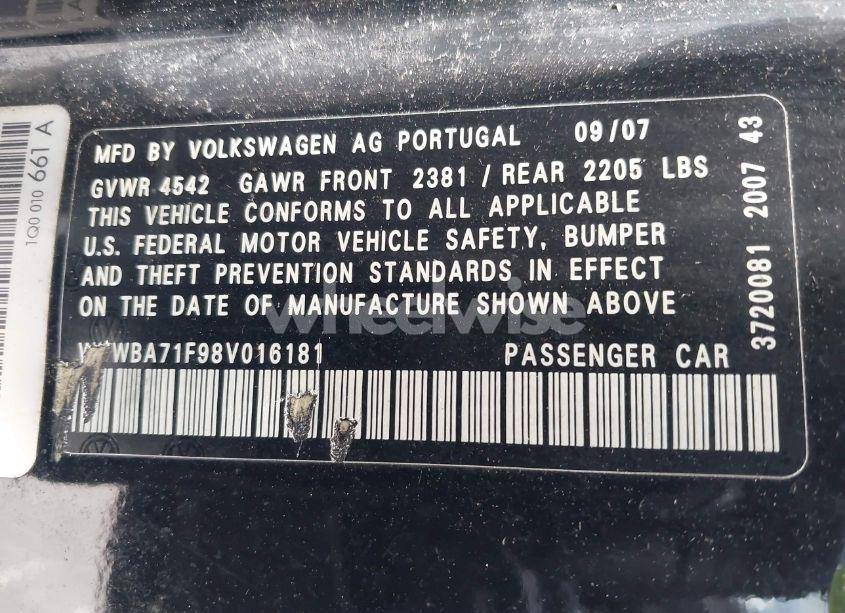 MFD BY VOLKSWAGEN AG PORTUGAL 09/07
GVWR 4542 GAWR FRONT 2381 / REAR 2205 LBS
THIS VEHICLE CONFORMS TO ALL APPLICABLE
U.S. FEDERAL MOTOR VEHICLE SAFETY, BUMPER
AND THEFT PREVENTION STANDARDS IN EFFECT
ON THE DATE OF MANUFACTURE SHOWN ABOVE
PASSENGER CAR
3720081 2007 43
1Q0 010 661 A
wheelwise